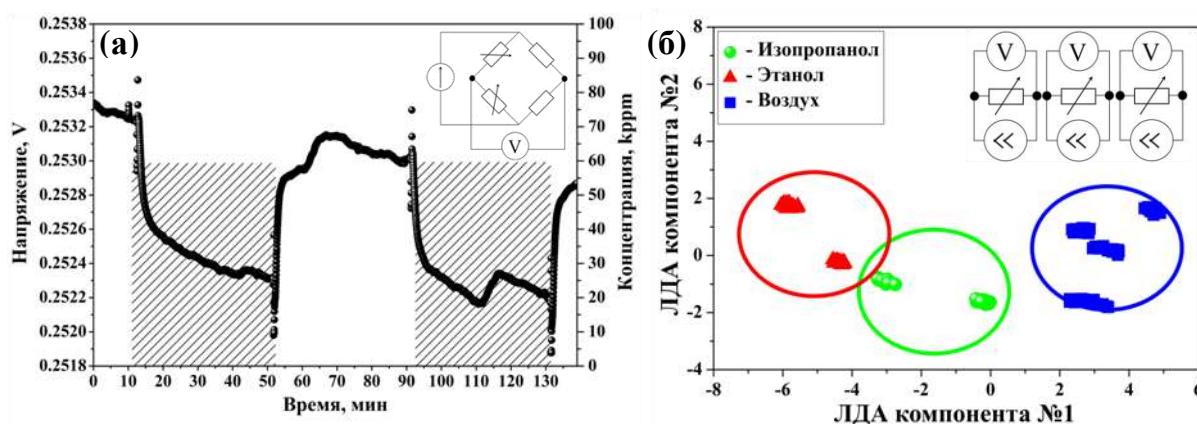 (а)
Напряжение, V
0.2538
0.2536
0.2534
0.2532
0.2530
0.2528
0.2526
0.2524
0.2522
0.2520
0.2518
0 10 20 30 40 50 60 70 80 90 100 110 120 130
Время, мин
100
90
80
70
60
50
40
30
20
10
0
Концентрация, kppm
V
(б)
- Изопропанол
- Этанол
- Воздух
V V V
<< << <<
ЛДА компонента №2
8
6
4
2
0
-2
-4
-8 -6 -4 -2 0 2 4 6
ЛДА компонента №1